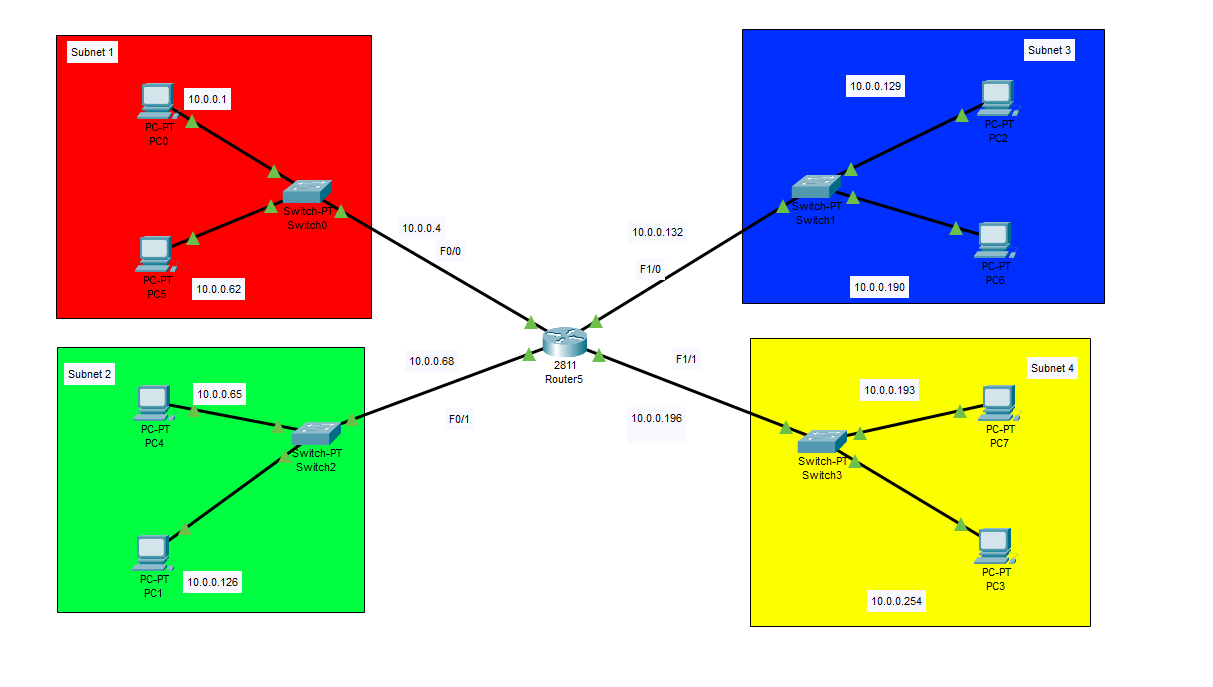 Subnet 1
10.0.0.1
PC-PT
PC0
Switch-PT
Switch0
PC-PT
PC5
10.0.0.62
10.0.0.4
F0/0
Subnet 3
10.0.0.129
PC-PT
PC2
Switch-PT
Switch1
10.0.0.132
F1/0
PC-PT
PC6
10.0.0.190
2811
Router5
Subnet 2
10.0.0.65
PC-PT
PC4
Switch-PT
Switch2
10.0.0.68
F0/1
PC-PT
PC1
10.0.0.126
F1/1
10.0.0.196
Subnet 4
10.0.0.193
PC-PT
PC7
Switch-PT
Switch3
PC-PT
PC3
10.0.0.254